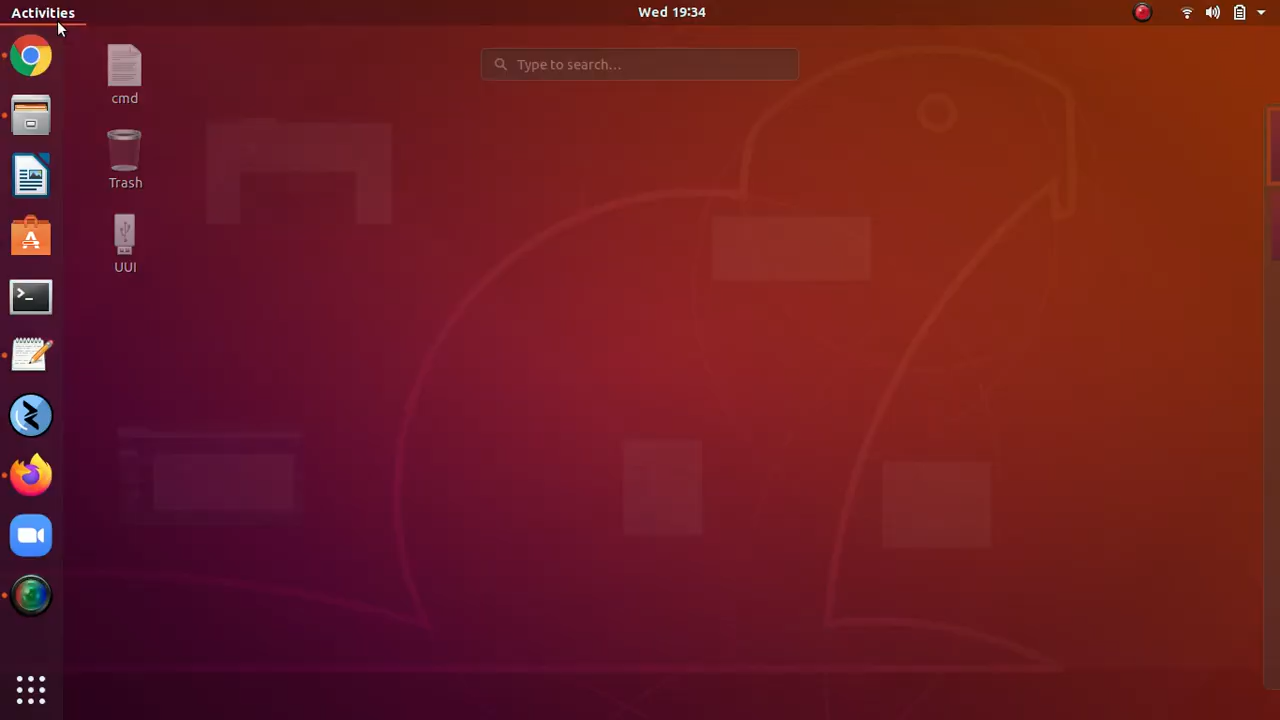 Activities
Wed 19:34
Type to search...
cmd
Trash
UUI